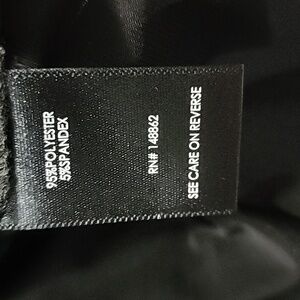 95%POLYESTER
5%SPANDEX
RN# 148862
SEE CARE ON REVERSE